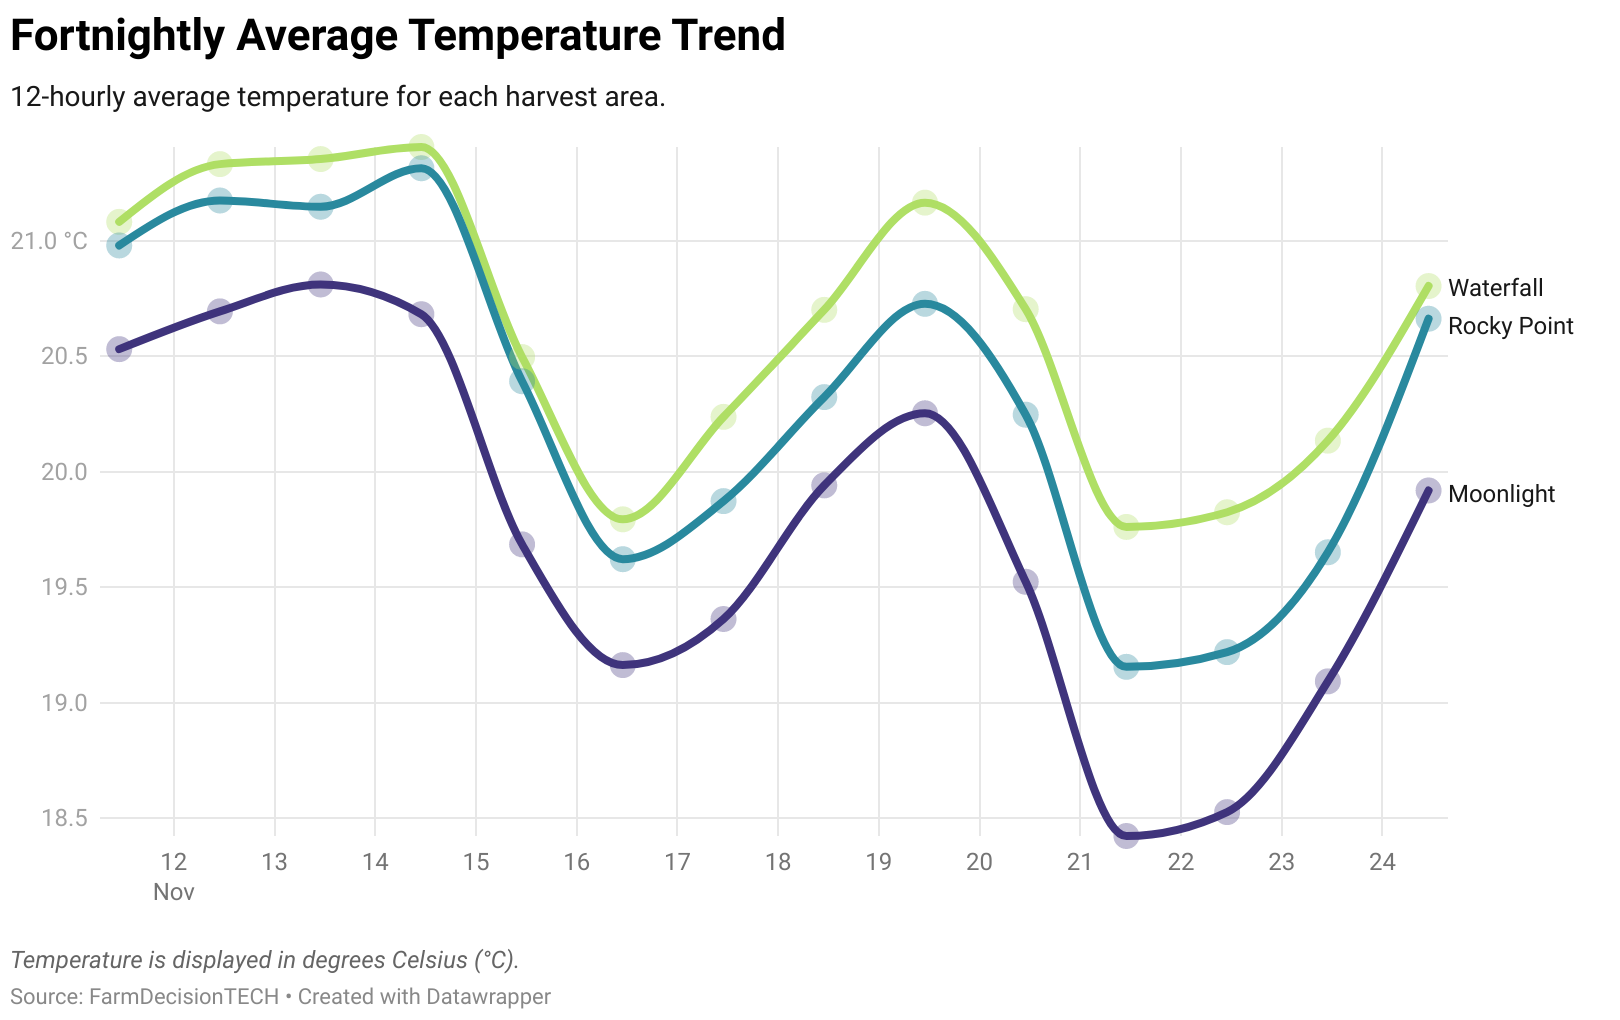 Fortnightly Average Temperature Trend
12-hourly average temperature for each harvest area.
21.0 °C
20.5
20.0
19.5
19.0
18.5
Waterfall
Rocky Point
Moonlight
12 13 14 15 16 17 18 19 20 21 22 23 24
Nov
Temperature is displayed in degrees Celsius (°C).
Source: FarmDecisionTECH • Created with Datawrapper